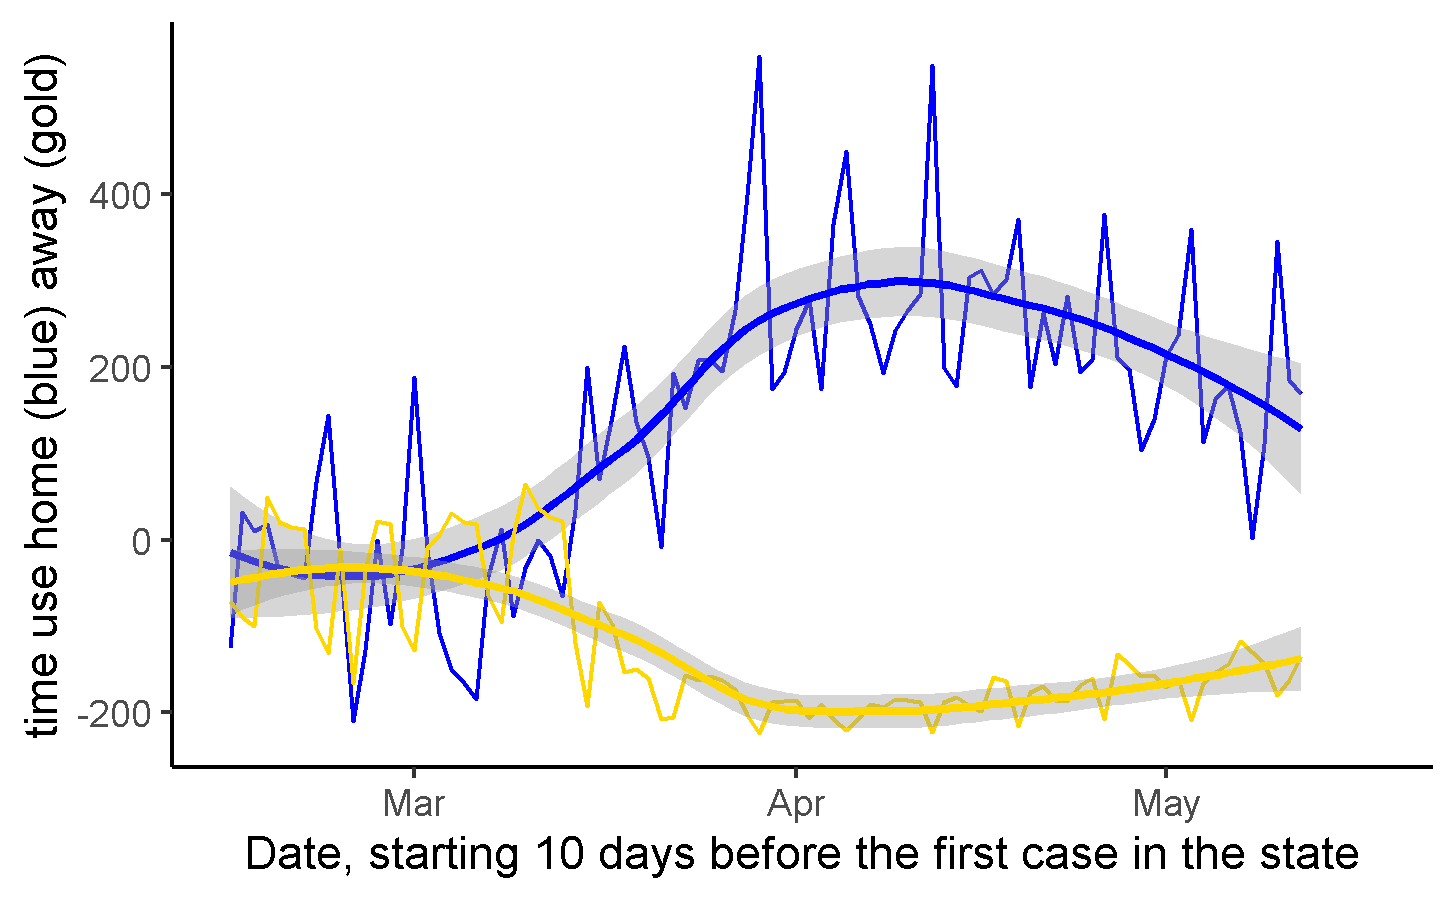 time use home (blue) away (gold)
400
200
0
-200
Mar
Apr
May
Date, starting 10 days before the first case in the state